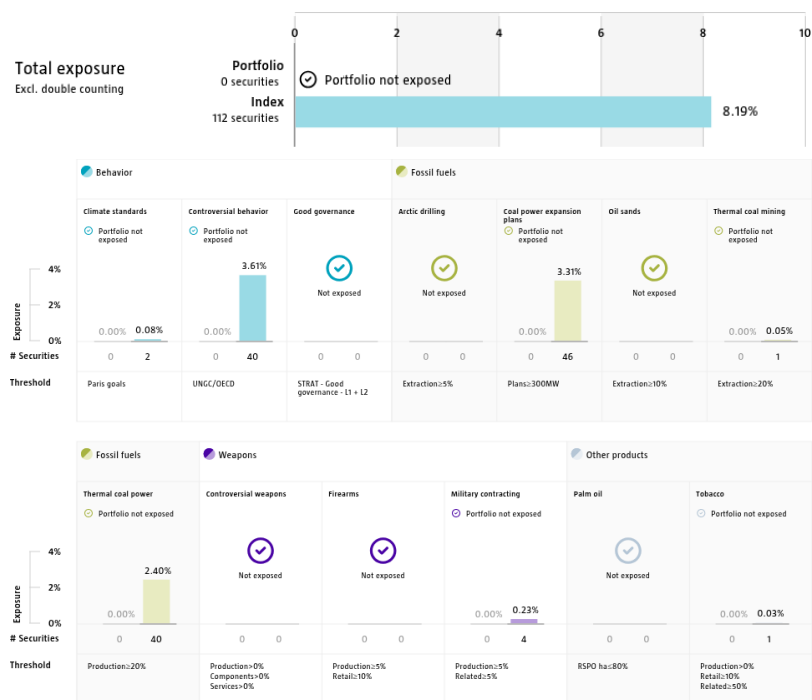 0 2 4 6 8 10
Total exposure
Excl. double counting
Portfolio
0 securities
Portfolio not exposed
Index
112 securities
8.19%
Behavior
Fossil fuels
Climate standards
Controversial behavior
Good governance
Arctic drilling
Coal power expansion
plans
Oil sands
Thermal coal mining
Portfolio not
exposed
Portfolio not
exposed
Not exposed
Not exposed
Portfolio not
exposed
Not exposed
Portfolio not
exposed
Exposure
4%
2%
0%
0.00% 0.08%
0.00% 3.61%
0.00% 3.31%
0.00% 0.05%
# Securities 0 2 0 40 0 0 0 0 0 46 0 0 0 1
Threshold
Paris goals
UNGC/OECD
STRAT - Good
governance - L1 + L2
Extraction≥5%
Plans≥300MW
Extraction≥10%
Extraction≥20%
Fossil fuels
Weapons
Other products
Thermal coal power
Controversial weapons
Firearms
Military contracting
Palm oil
Tobacco
Portfolio not exposed
Not exposed
Not exposed
Portfolio not exposed
Not exposed
Portfolio not exposed
Exposure
4%
2%
0%
0.00% 2.40%
0.00% 0.23%
0.00% 0.03%
# Securities 0 40 0 0 0 0 0 4 0 0 0 1
Threshold
Production≥20%
Production>0%
Components>0%
Services>0%
Production≥5%
Retail≥10%
Production≥5%
Related≥5%
RSPO ha≤80%
Production>0%
Retail≥10%
Related≥50%